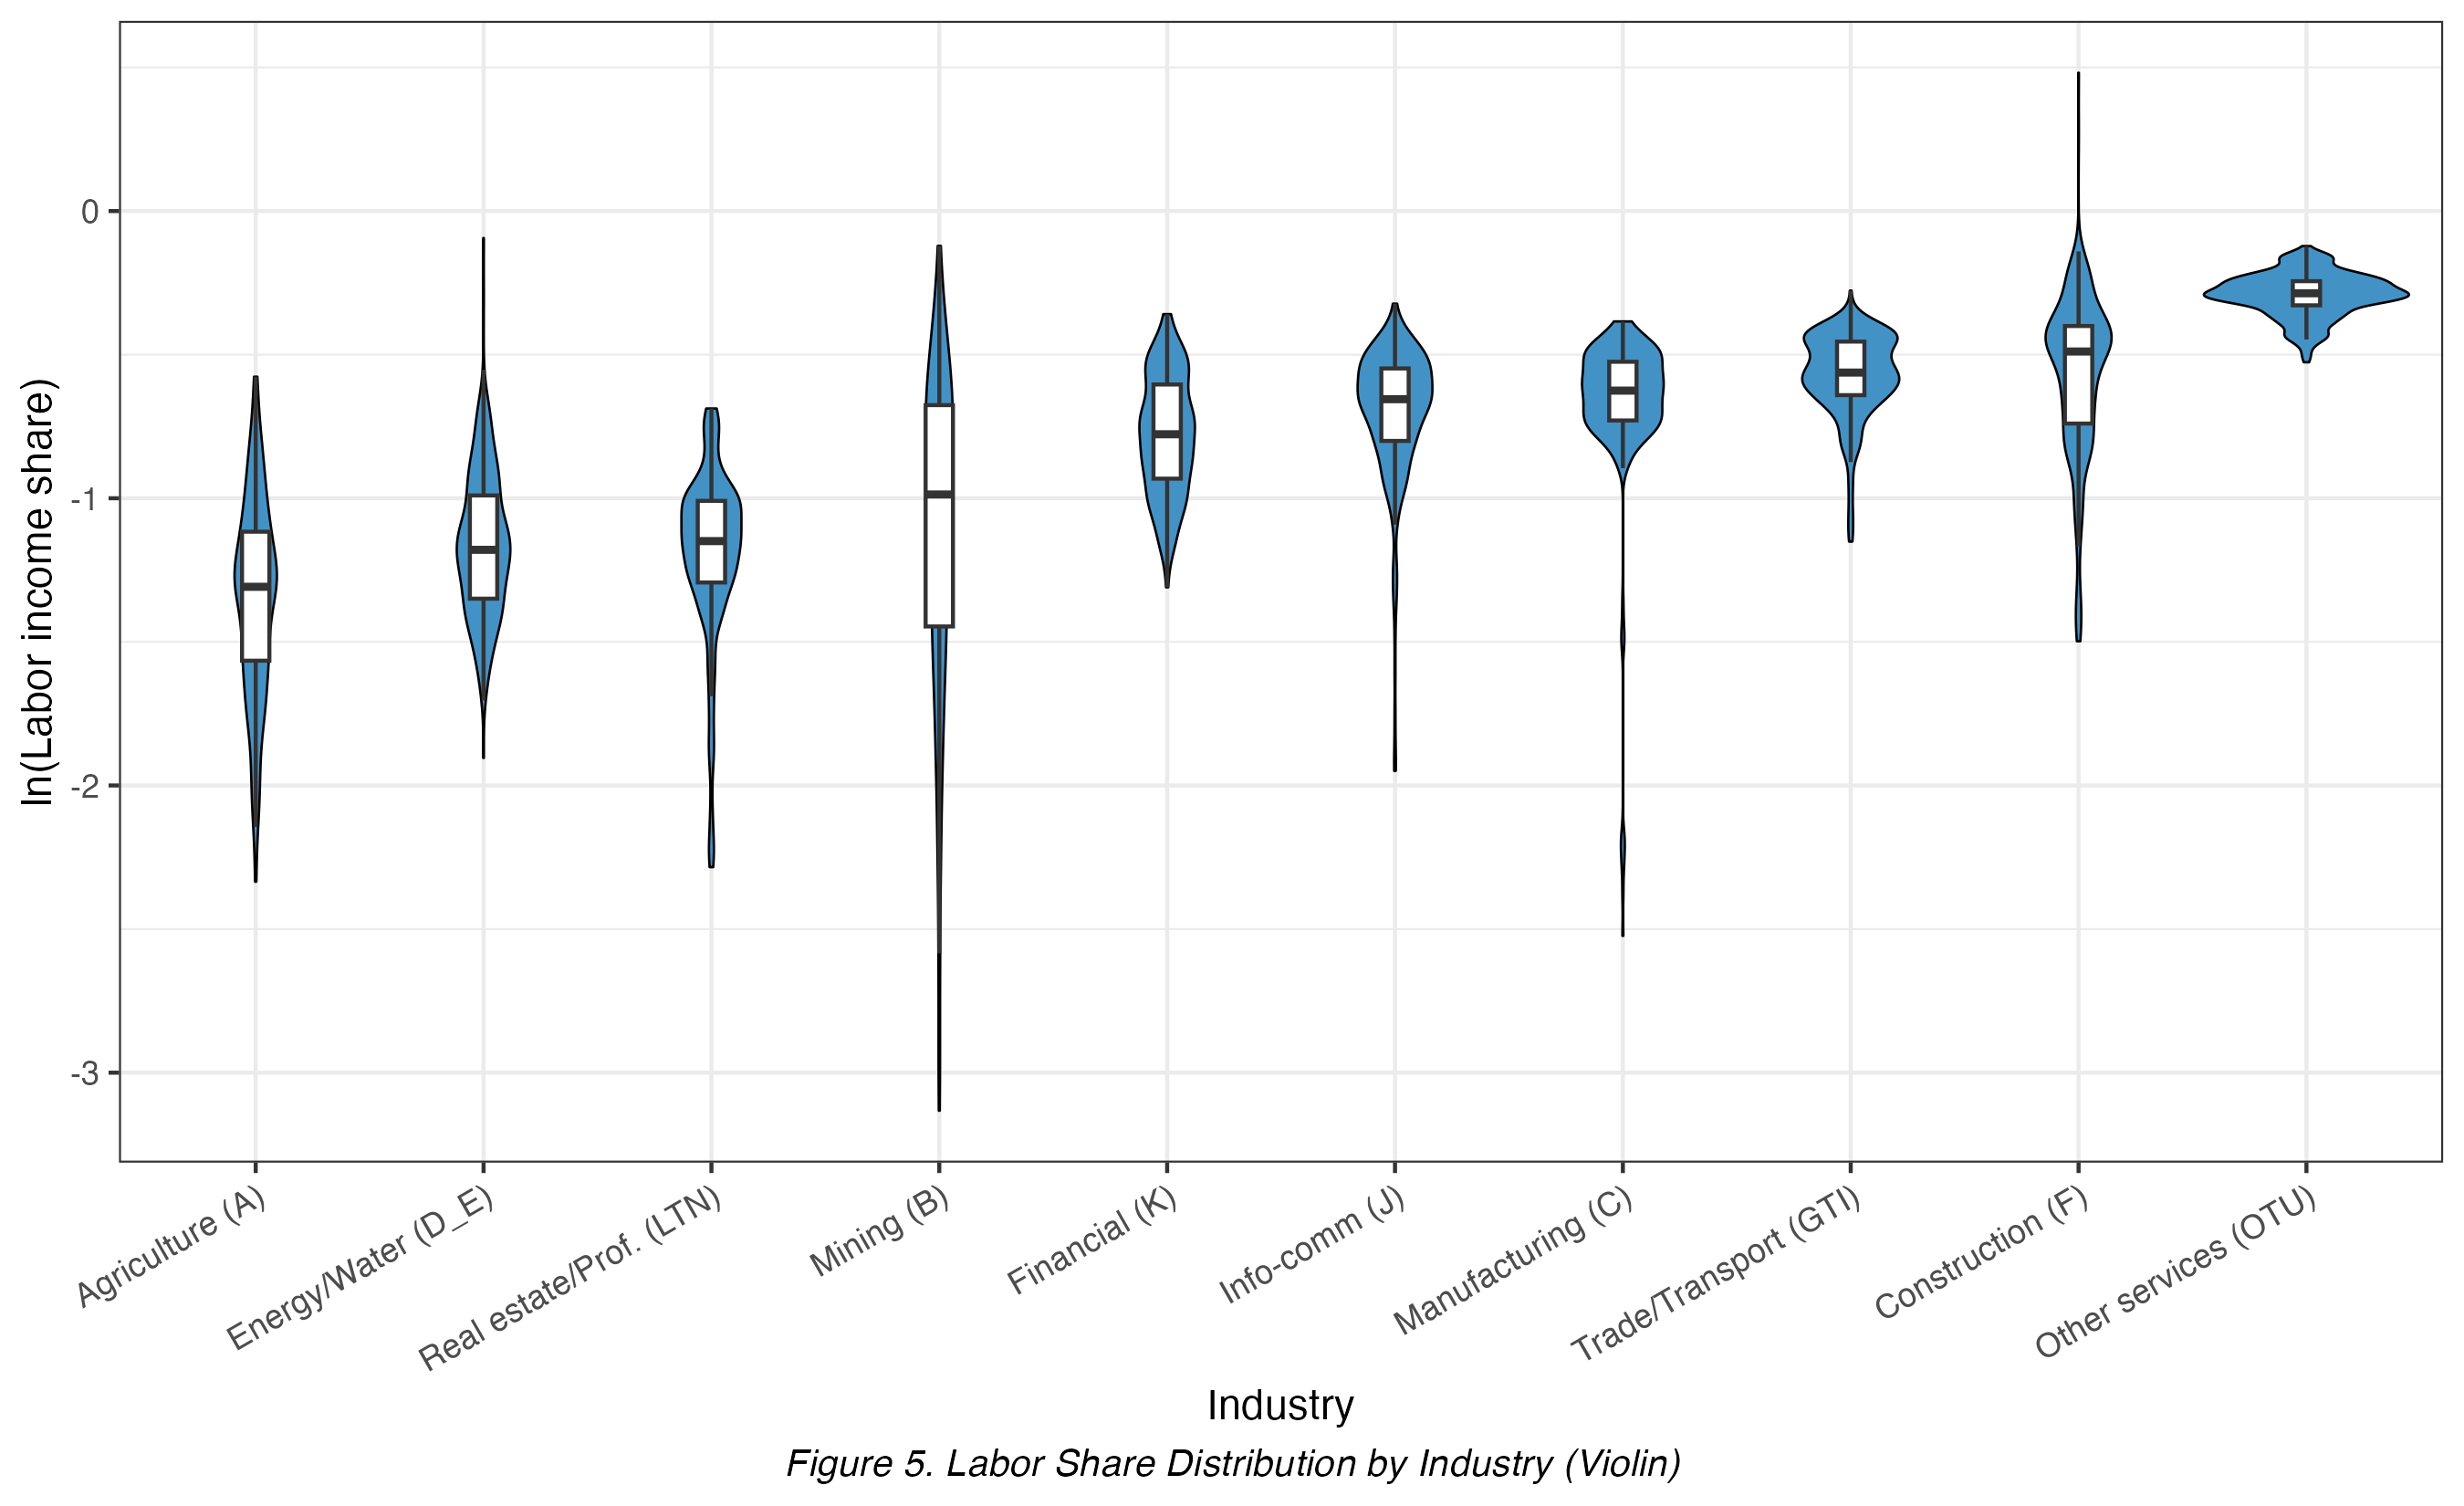 ln(Labor income share)
0
-1
-2
-3
Agriculture (A)
Energy/Water (D_E)
Real estate/Prof. (LTN)
Mining (B)
Financial (K)
Info-comm (J)
Manufacturing (C)
Trade/Transport (GTI)
Construction (F)
Other services (OTU)
Industry
Figure 5. Labor Share Distribution by Industry (Violin)